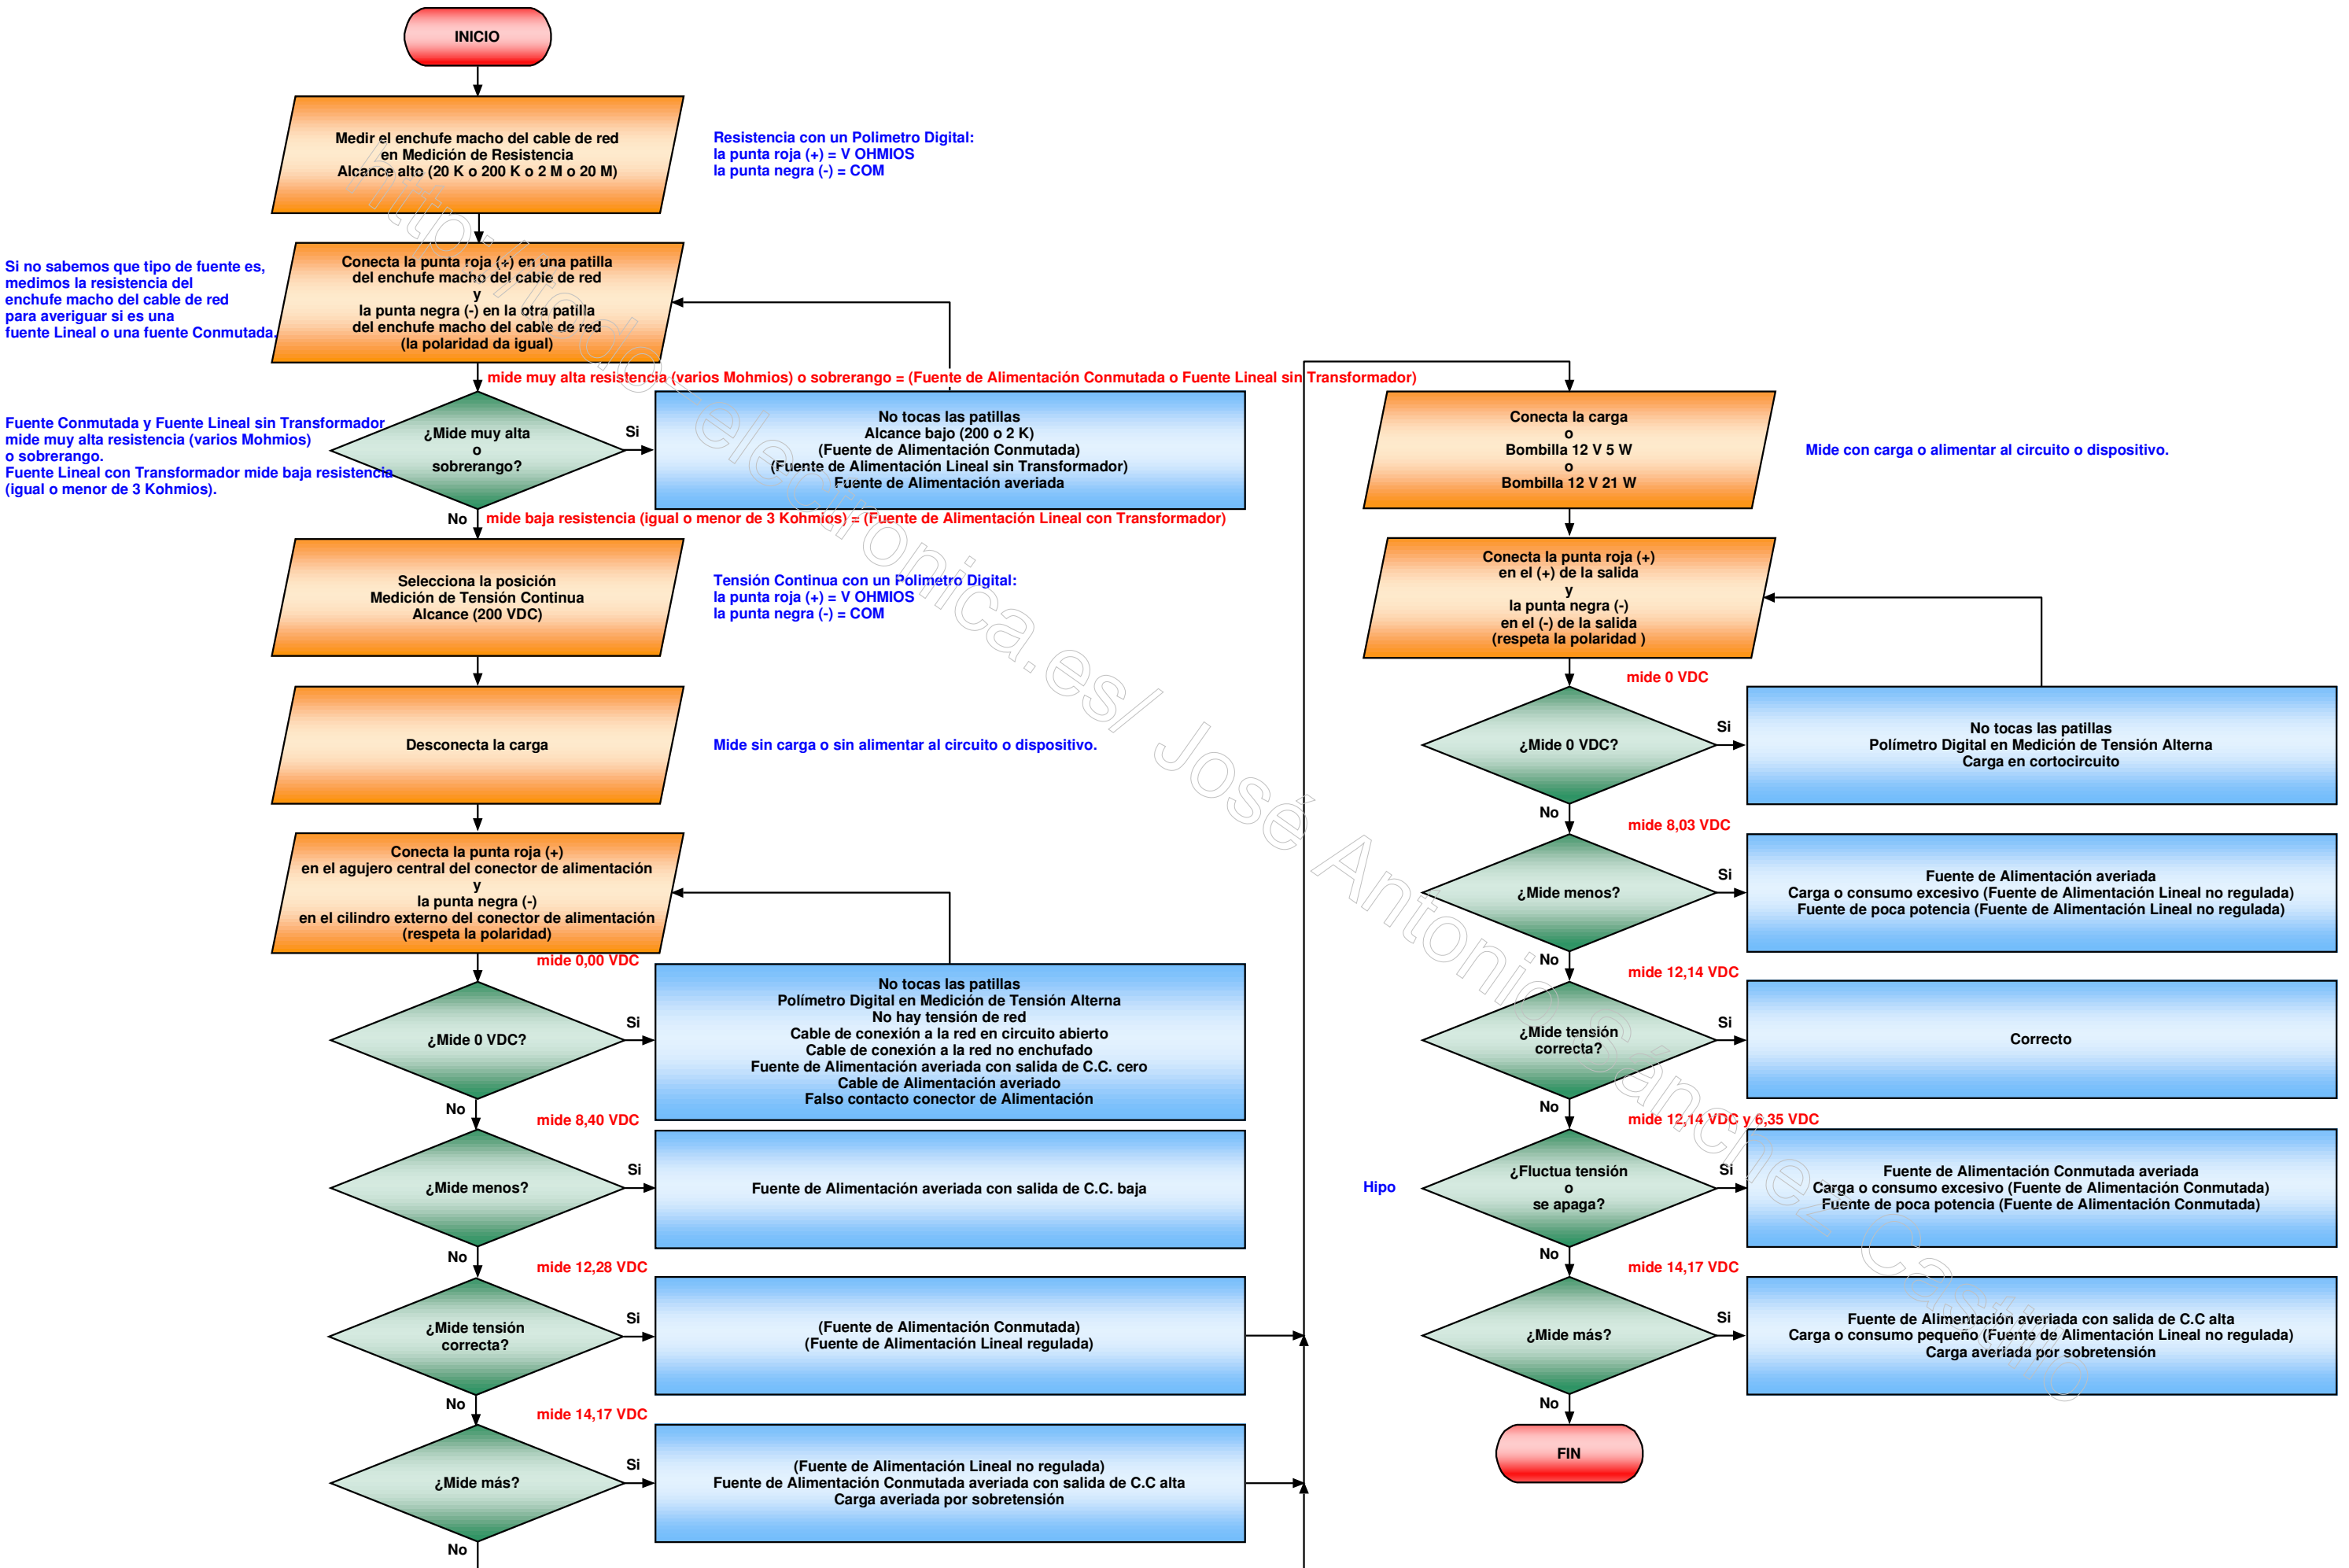 INICIO
Medir el enchufe macho del cable de red
en Medición de Resistencia
Alcance alto (20 K o 200 K o 2 M o 20 M)
Resistencia con un Polimetro Digital:
la punta roja (+) = V OHMIOS
la punta negra (-) = COM
Si no sabemos que tipo de fuente es,
medimos la resistencia del
enchufe macho del cable de red
para averiguar si es una
fuente Lineal o una fuente Conmutada.
Conecta la punta roja (+) en una patilla
del enchufe macho del cable de red
y
la punta negra (-) en la otra patilla
del enchufe macho del cable de red
(la polaridad da igual)
mide muy alta resistencia (varios Mohmios) o sobrerango = (Fuente de Alimentación Conmutada o Fuente Lineal sin Transformador)
Fuente Conmutada y Fuente Lineal sin Transformador
mide muy alta resistencia (varios Mohmios)
o sobrerango.
Fuente Lineal con Transformador mide baja resistencia
(igual o menor de 3 Kohmios).
¿Mide muy alta
o
sobrerango?
Si
No tocas las patillas
Alcance bajo (200 o 2 K)
(Fuente de Alimentación Conmutada)
(Fuente de Alimentación Lineal sin Transformador)
Fuente de Alimentación averiada
No
mide baja resistencia (igual o menor de 3 Kohmios) = (Fuente de Alimentación Lineal con Transformador)
Selecciona la posición
Medición de Tensión Continua
Alcance (200 VDC)
Tensión Continua con un Polimetro Digital:
la punta roja (+) = V OHMIOS
la punta negra (-) = COM
Desconecta la carga
Mide sin carga o sin alimentar al circuito o dispositivo.
Conecta la punta roja (+)
en el agujero central del conector de alimentación
y
la punta negra (-)
en el cilindro externo del conector de alimentación
(respeta la polaridad)
mide 0,00 VDC
¿Mide 0 VDC?
Si
No tocas las patillas
Polímetro Digital en Medición de Tensión Alterna
No hay tensión de red
Cable de conexión a la red en circuito abierto
Cable de conexión a la red no enchufado
Fuente de Alimentación averiada con salida de C.C. cero
Cable de Alimentación averiado
Falso contacto conector de Alimentación
No
mide 8,40 VDC
¿Mide menos?
Si
Fuente de Alimentación averiada con salida de C.C. baja
No
mide 12,28 VDC
¿Mide tensión
correcta?
Si
(Fuente de Alimentación Conmutada)
(Fuente de Alimentación Lineal regulada)
No
mide 14,17 VDC
¿Mide más?
Si
(Fuente de Alimentación Lineal no regulada)
Fuente de Alimentación Conmutada averiada con salida de C.C alta
Carga averiada por sobretensión
No
Conecta la carga
o
Bombilla 12 V 5 W
o
Bombilla 12 V 21 W
Mide con carga o alimentar al circuito o dispositivo.
Conecta la punta roja (+)
en el (+) de la salida
y
la punta negra (-)
en el (-) de la salida
(respeta la polaridad )
mide 0 VDC
¿Mide 0 VDC?
Si
No tocas las patillas
Polímetro Digital en Medición de Tensión Alterna
Carga en cortocircuito
No
mide 8,03 VDC
¿Mide menos?
Si
Fuente de Alimentación averiada
Carga o consumo excesivo (Fuente de Alimentación Lineal no regulada)
Fuente de poca potencia (Fuente de Alimentación Lineal no regulada)
No
mide 12,14 VDC
¿Mide tensión
correcta?
Si
Correcto
No
mide 12,14 VDC y 6,35 VDC
Hipo
¿Fluctua tensión
o
se apaga?
Si
Fuente de Alimentación Conmutada averiada
Carga o consumo excesivo (Fuente de Alimentación Conmutada)
Fuente de poca potencia (Fuente de Alimentación Conmutada)
No
mide 14,17 VDC
¿Mide más?
Si
Fuente de Alimentación averiada con salida de C.C alta
Carga o consumo pequeño (Fuente de Alimentación Lineal no regulada)
Carga averiada por sobretensión
No
FIN
http://todo-electronica.es/ José Antonio Sánchez Castillo